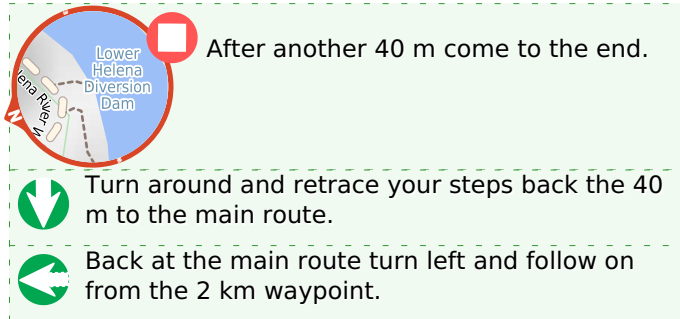 Lower
Helena
Diversion
Dam
lena River W
N
After another 40 m come to the end.
Turn around and retrace your steps back the 40
m to the main route.
Back at the main route turn left and follow on
from the 2 km waypoint.